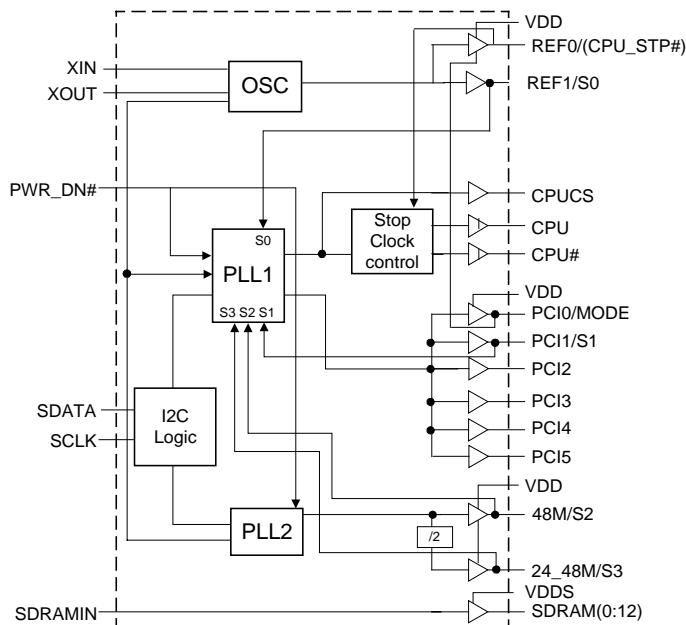 VDD
REF0/(CPU_STP#)
XIN
OSC
REF1/S0
XOUT
PWR_DN#
CPUCS
S0
Stop
Clock
control
CPU
CPU#
PLL1
VDD
PCI0/MODE
S3 S2 S1
PCI1/S1
PCI2
SDATA
I2C
Logic
PCI3
SCLK
PCI4
PCI5
VDD
48M/S2
PLL2
/2
24_48M/S3
VDDS
SDRAMIN
SDRAM(0:12)